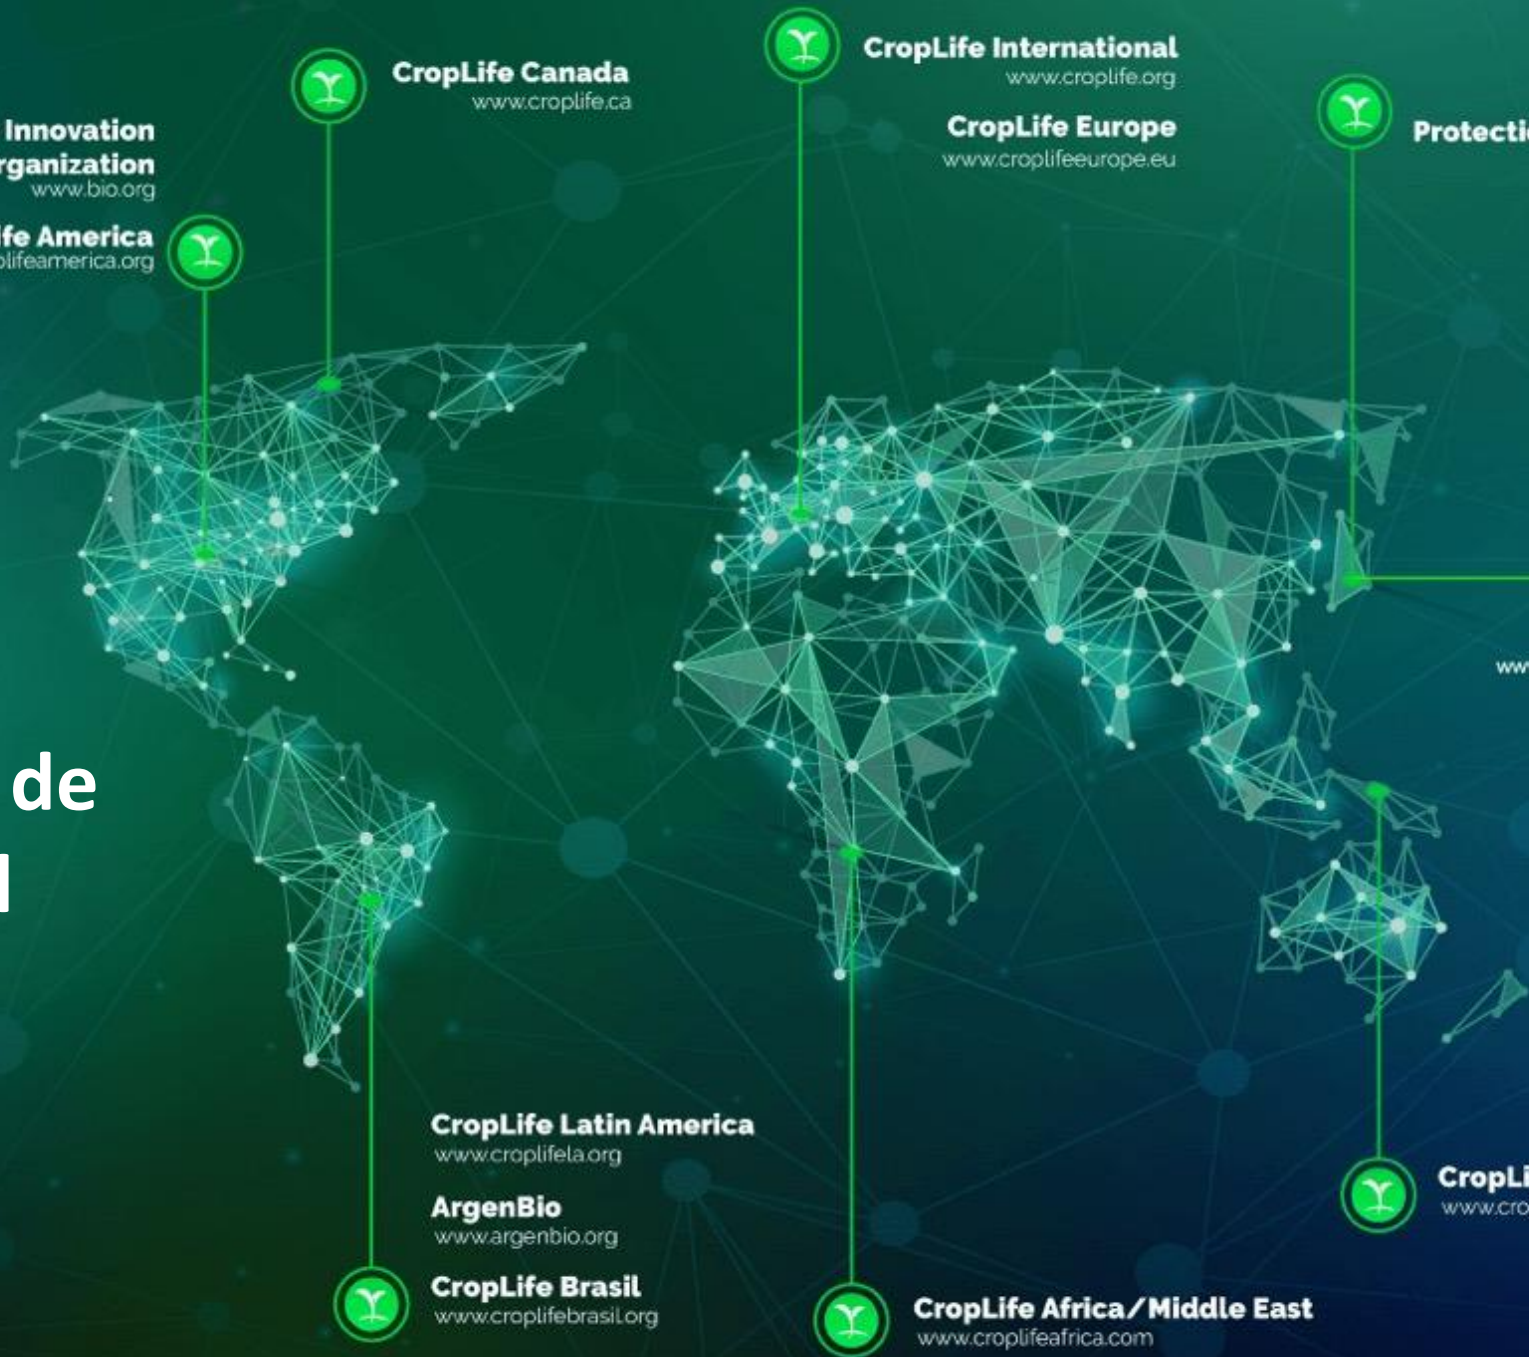 CropLife Canada
www.croplife.ca
CropLife International
www.croplife.org
CropLife Europe
www.croplifeeurope.eu
Innovation
rganization
www.bio.org
ife America
plifeamerica.org
Protecti
ww
de
CropLife Latin America
www.croplifela.org
ArgenBio
www.argenbio.org
CropLife Brasil
www.croplifebrasil.org
CropLife Africa/Middle East
www.croplifeafrica.com
CropLi
www.cro